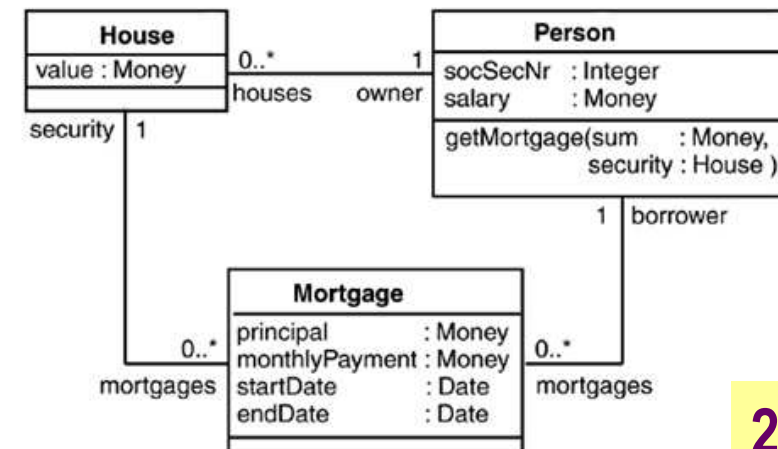 House
value : Money
Person
socSecNr : Integer
salary : Money
getMortgage(sum : Money,
security : House )
0..*
1
houses
owner
security
1
1
borrower
Mortgage
principal : Money
monthlyPayment : Money
startDate : Date
endDate : Date
0..*
mortgages
0..*
mortgages
2